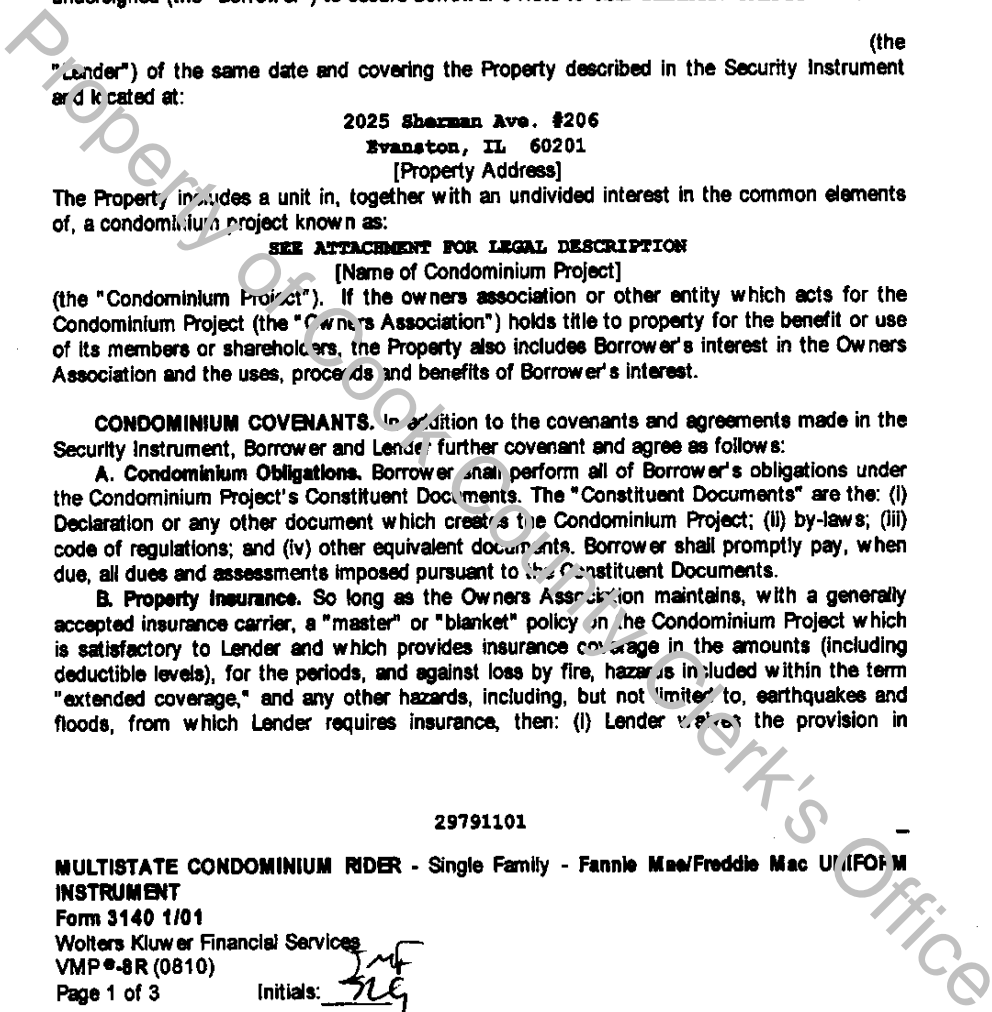 (the
"Lender") of the same date and covering the Property described in the Security Instrument
and located at:
2025 Sherman Ave. #206
Evanston, IL 60201
[Property Address]
The Property includes a unit in, together with an undivided interest in the common elements
of, a condominium project known as:
SEE ATTACHMENT FOR LEGAL DESCRIPTION
[Name of Condominium Project]
(the "Condominium Project"). If the owners association or other entity which acts for the
Condominium Project (the "Owners Association") holds title to property for the benefit or use
of its members or shareholders, the Property also includes Borrower's interest in the Owners
Association and the uses, proceeds and benefits of Borrower's interest.
CONDOMINIUM COVENANTS. In addition to the covenants and agreements made in the
Security Instrument, Borrower and Lender further covenant and agree as follows:
A. Condominium Obligations. Borrower shall perform all of Borrower's obligations under
the Condominium Project's Constituent Documents. The "Constituent Documents" are the: (i)
Declaration or any other document which creates the Condominium Project; (ii) by-laws; (iii)
code of regulations; and (iv) other equivalent documents. Borrower shall promptly pay, when
due, all dues and assessments imposed pursuant to the Constituent Documents.
B. Property Insurance. So long as the Owners Association maintains, with a generally
accepted insurance carrier, a "master" or "blanket" policy on the Condominium Project which
is satisfactory to Lender and which provides insurance coverage in the amounts (including
deductible levels), for the periods, and against loss by fire, hazards included within the term
"extended coverage," and any other hazards, including, but not limited to, earthquakes and
floods, from which Lender requires insurance, then: (i) Lender waives the provision in
29791101
MULTISTATE CONDOMINIUM RIDER - Single Family - Fannie Mae/Freddie Mac UNIFORM
INSTRUMENT
Form 3140 1/01
Wolters Kluwer Financial Services
VMP®-8R (0810)
Page 1 of 3 Initials:
Property of Cook County Clerk's Office